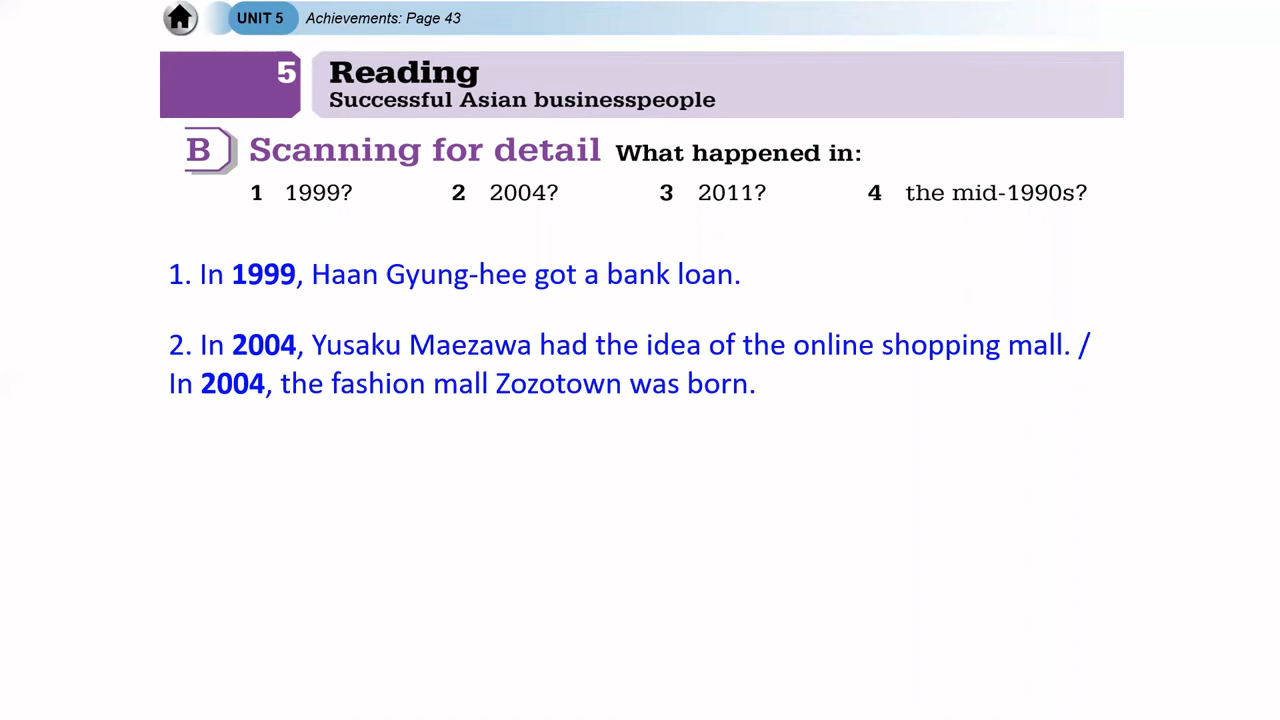 UNIT 5 Achievements: Page 43
5 Reading
Successful Asian businesspeople
B Scanning for detail What happened in:
1 1999? 2 2004? 3 2011? 4 the mid-1990s?
1. In 1999, Haan Gyung-hee got a bank loan.
2. In 2004, Yusaku Maezawa had the idea of the online shopping mall. /
In 2004, the fashion mall Zozotown was born.